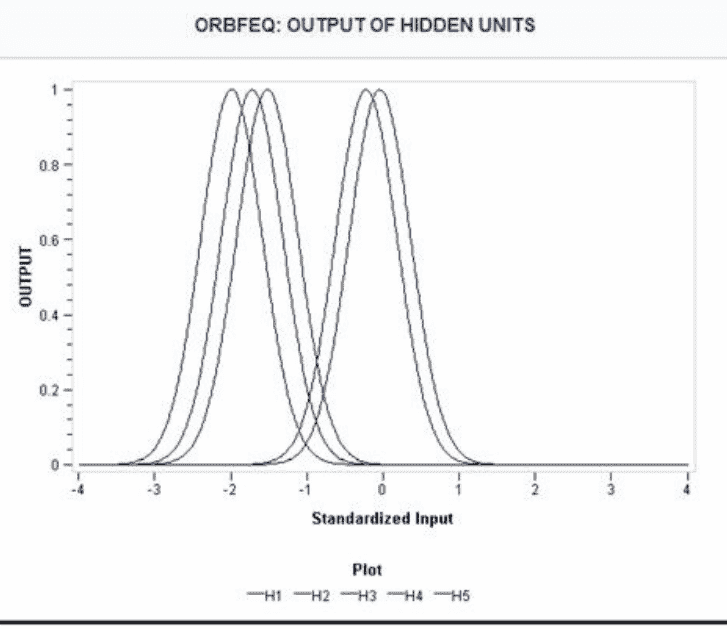 ORBFEQ: OUTPUT OF HIDDEN UNITS
1
0.8
0.6
OUTPUT
0.4
0.2
0
-4 -3 -2 -1 0 1 2 3 4
Standardized Input
Plot
H1 H2 H3 H4 H5